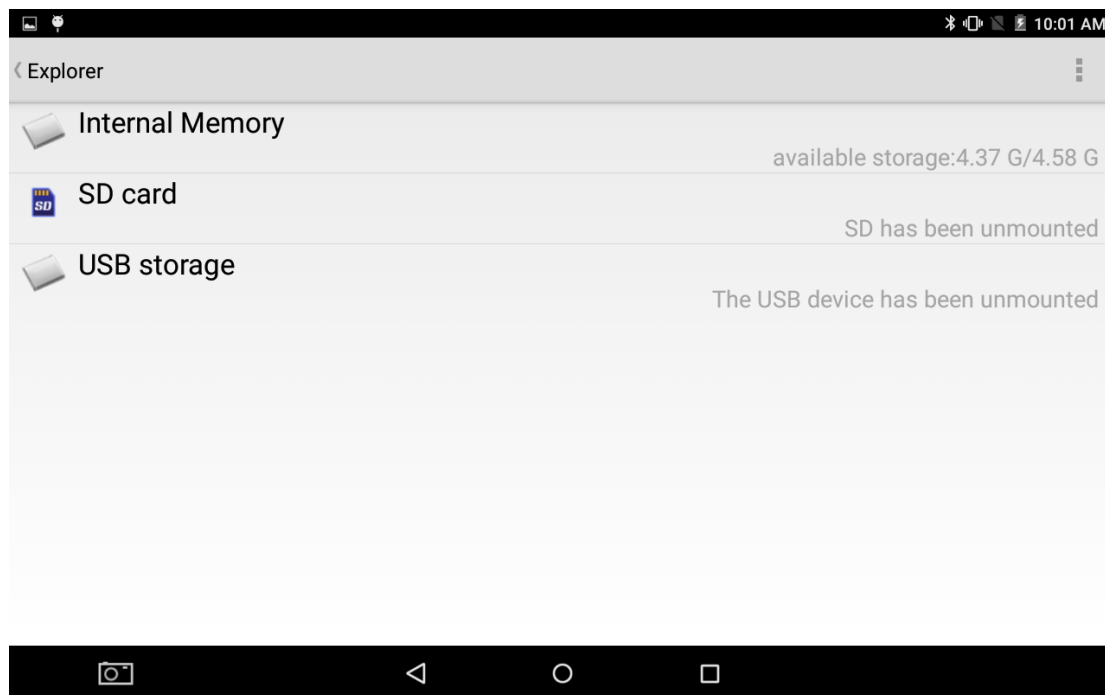 10:01 AM
Explorer
Internal Memory
available storage:4.37 G/4.58 G
SD
SD card
SD has been unmounted
USB storage
The USB device has been unmounted